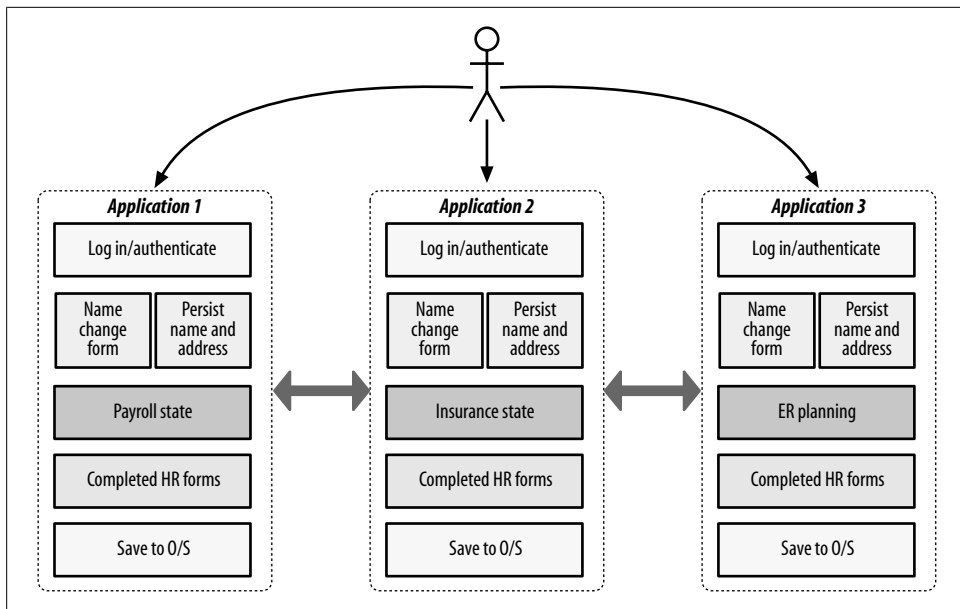 Application 1
Log in/authenticate
Name
change
form
Persist
name and
address
Payroll state
Completed HR forms
Save to O/S
Application 2
Log in/authenticate
Name
change
form
Persist
name and
address
Insurance state
Completed HR forms
Save to O/S
Application 3
Log in/authenticate
Name
change
form
Persist
name and
address
ER planning
Completed HR forms
Save to O/S